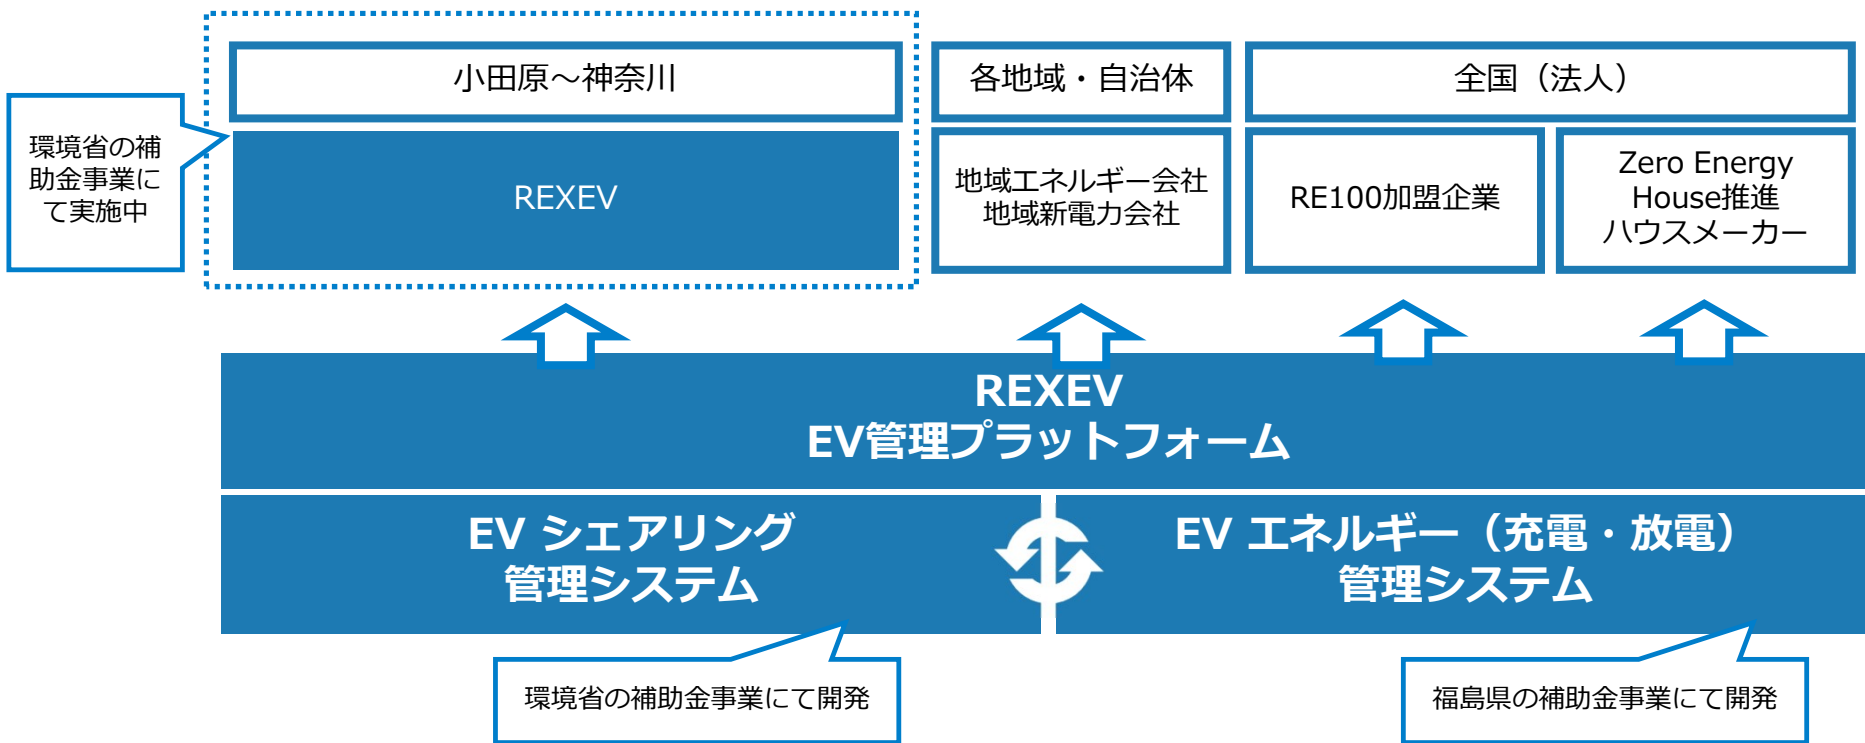 小田原～神奈川
各地域・自治体
全国（法人）
環境省の補
助金事業に
て実施中
REXEV
地域エネルギー会社
地域新電力会社
RE100加盟企業
Zero Energy
House推進
ハウスメーカー
REXEV
EV管理プラットフォーム
EV シェアリング
管理システム
EV エネルギー（充電・放電）
管理システム
環境省の補助金事業にて開発
福島県の補助金事業にて開発